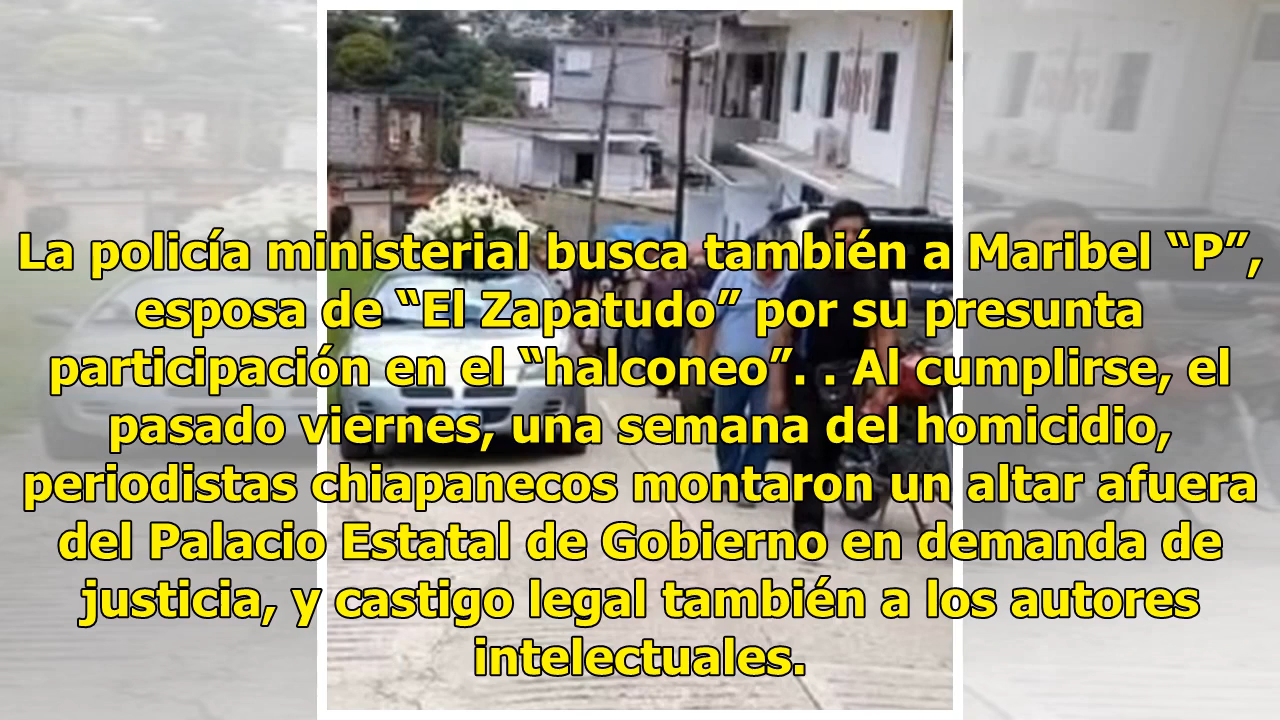 La policía ministerial busca también a Maribel “P”,
esposa de “El Zapatudo” por su presunta
participación en el “halconeo”. . Al cumplirse, el
pasado viernes, una semana del homicidio,
periodistas chiapanecos montaron un altar afuera
del Palacio Estatal de Gobierno en demanda de
justicia, y castigo legal también a los autores
intelectuales.